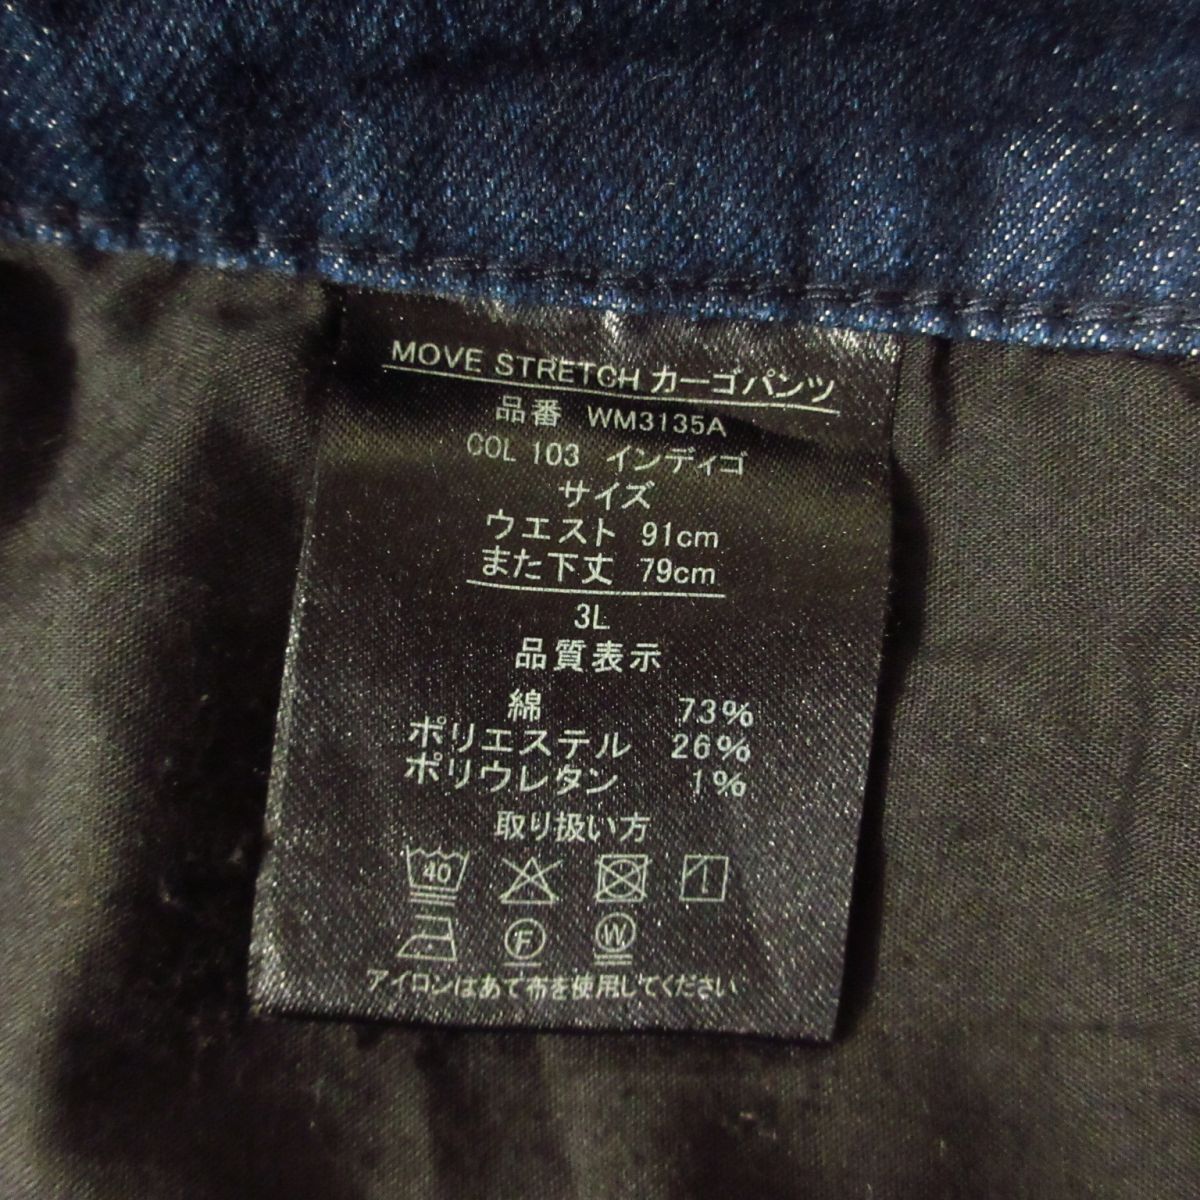 MOVE STRETCH カーゴパンツ
品番 WM3135A
COL 103 インディゴ
サイズ
ウエスト 91cm
また下丈 79cm
3L
品質表示
綿 73%
ポリエステル 26%
ポリウレタン 1%
取り扱い方
40
F W
アイロンはあて布を使用してください